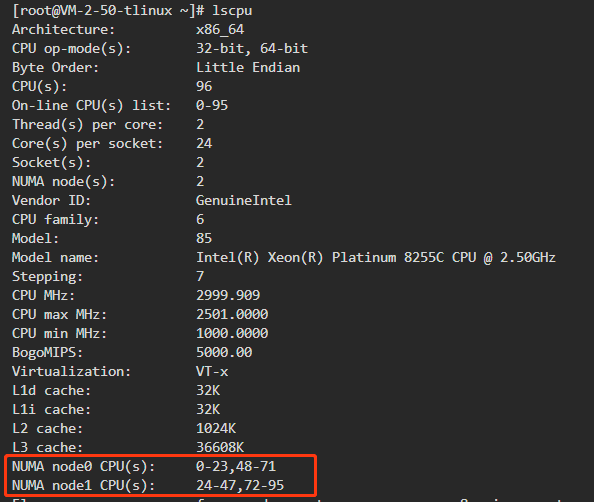 [root@VM-2-50-tlinux ~]# lscpu
Architecture: x86_64
CPU op-mode(s): 32-bit, 64-bit
Byte Order: Little Endian
CPU(s): 96
On-line CPU(s) list: 0-95
Thread(s) per core: 2
Core(s) per socket: 24
Socket(s): 2
NUMA node(s): 2
Vendor ID: GenuineIntel
CPU family: 6
Model: 85
Model name: Intel(R) Xeon(R) Platinum 8255C CPU @ 2.50GHz
Stepping: 7
CPU MHz: 2999.909
CPU max MHz: 2501.0000
CPU min MHz: 1000.0000
BogoMIPS: 5000.00
Virtualization: VT-x
L1d cache: 32K
L1i cache: 32K
L2 cache: 1024K
L3 cache: 36608K
NUMA node0 CPU(s): 0-23,48-71
NUMA node1 CPU(s): 24-47,72-95